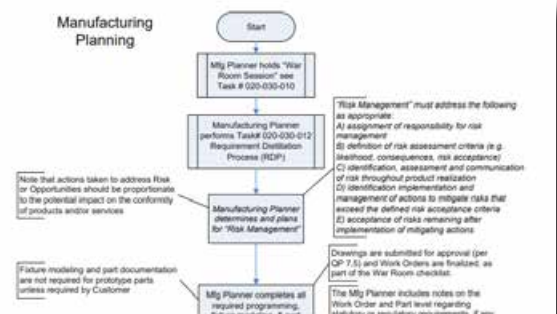 Manufacturing
Planning
Start
Mfg Planner holds "War
Room Session" see
Task # 020-030-010
Manufacturing Planner
performs Task# 020-030-012
Requirement Distillation
Process (RDP)
"Risk Management" must address the following
as appropriate:
A) assignment of responsibility for risk
management
B) definition of risk assessment criteria (e.g.
likelihood, consequences, risk acceptance)
C) identification, assessment and communication
of risk throughout product realization
D) identification implementation and
management of actions to mitigate risks that
exceed the defined risk acceptance criteria
E) acceptance of risks remaining after
implementation of mitigating actions
Note that actions taken to address Risk
or Opportunities should be proportionate
to the potential impact on the conformity
of products and/or services
Manufacturing Planner
determines and plans
for "Risk Management"
Drawings are submitted for approval (per
QP 7.5) and Work Orders are finalized, as
part of the War Room checklist.
Fixture modeling and part documentation
are not required for prototype parts
unless required by Customer
Mfg Planner completes all
required programming,
The Mfg Planner includes notes on the
Work Order and Part level regarding